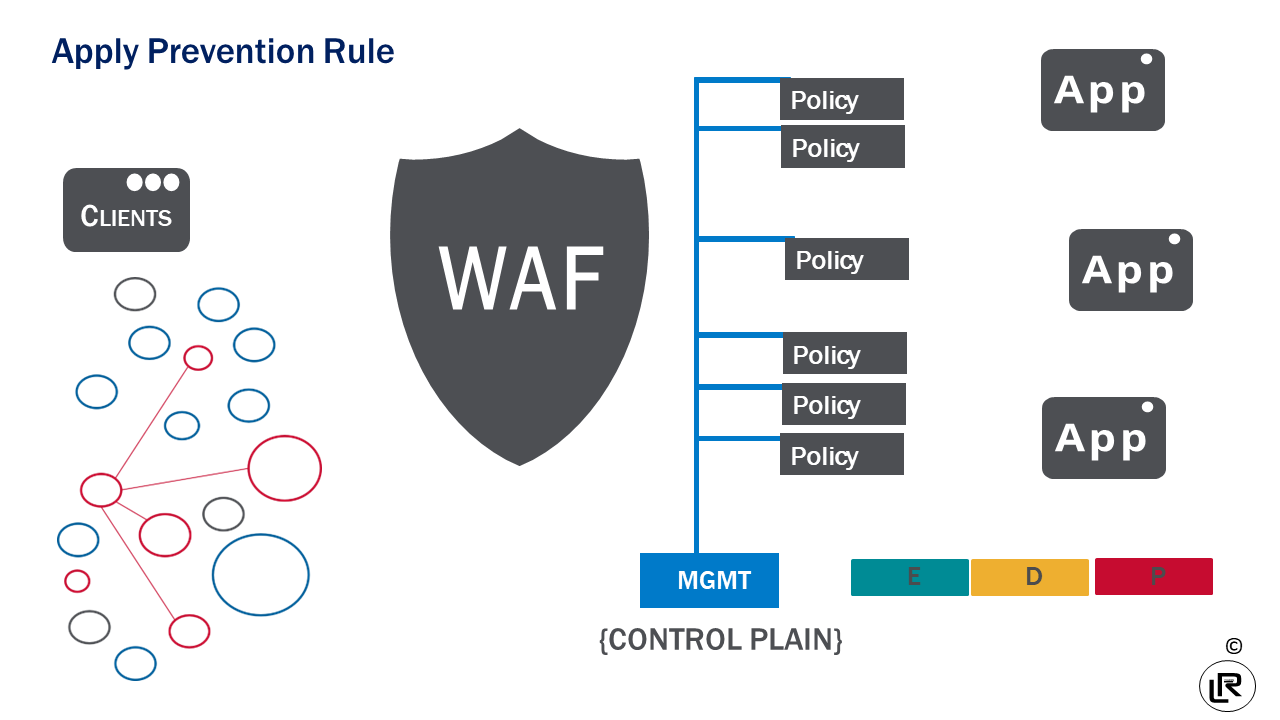 Apply Prevention Rule
CLIENTS
WAF
Policy
Policy
Policy
Policy
Policy
Policy
App
App
App
MGMT
E D P
{CONTROL PLAIN}
©
LR